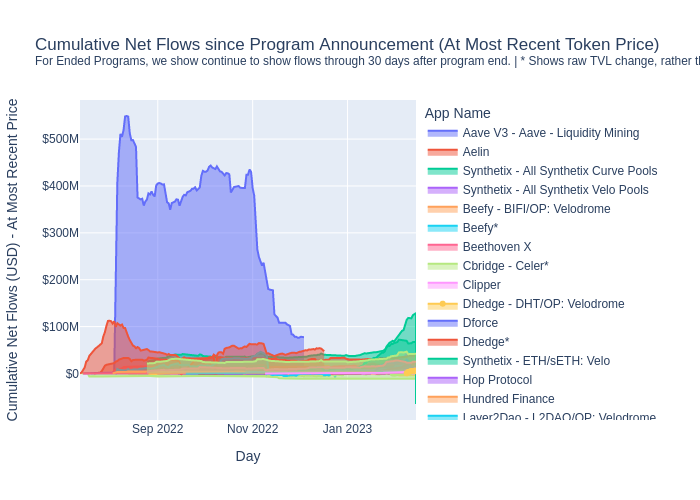 Cumulative Net Flows since Program Announcement (At Most Recent Token Price)
For Ended Programs, we show continue to show flows through 30 days after program end. | * Shows raw TVL change, rather
App Name
Aave V3 - Aave - Liquidity Mining
Aelin
Synthetix - All Synthetix Curve Pools
Synthetix - All Synthetix Velo Pools
Beefy - BIFI/OP: Velodrome
Beefy*
Beethoven X
Cbridge - Celer*
Clipper
Dhedge - DHT/OP: Velodrome
Dforce
Dhedge*
Synthetix - ETH/sETH: Velo
Hop Protocol
Hundred Finance
Layer2Dao - L2DAO/OP: Velodrome
Cumulative Net Flows (USD) - At Most Recent Price
$500M
$400M
$300M
$200M
$100M
$0
Sep 2022
Nov 2022
Jan 2023
Day